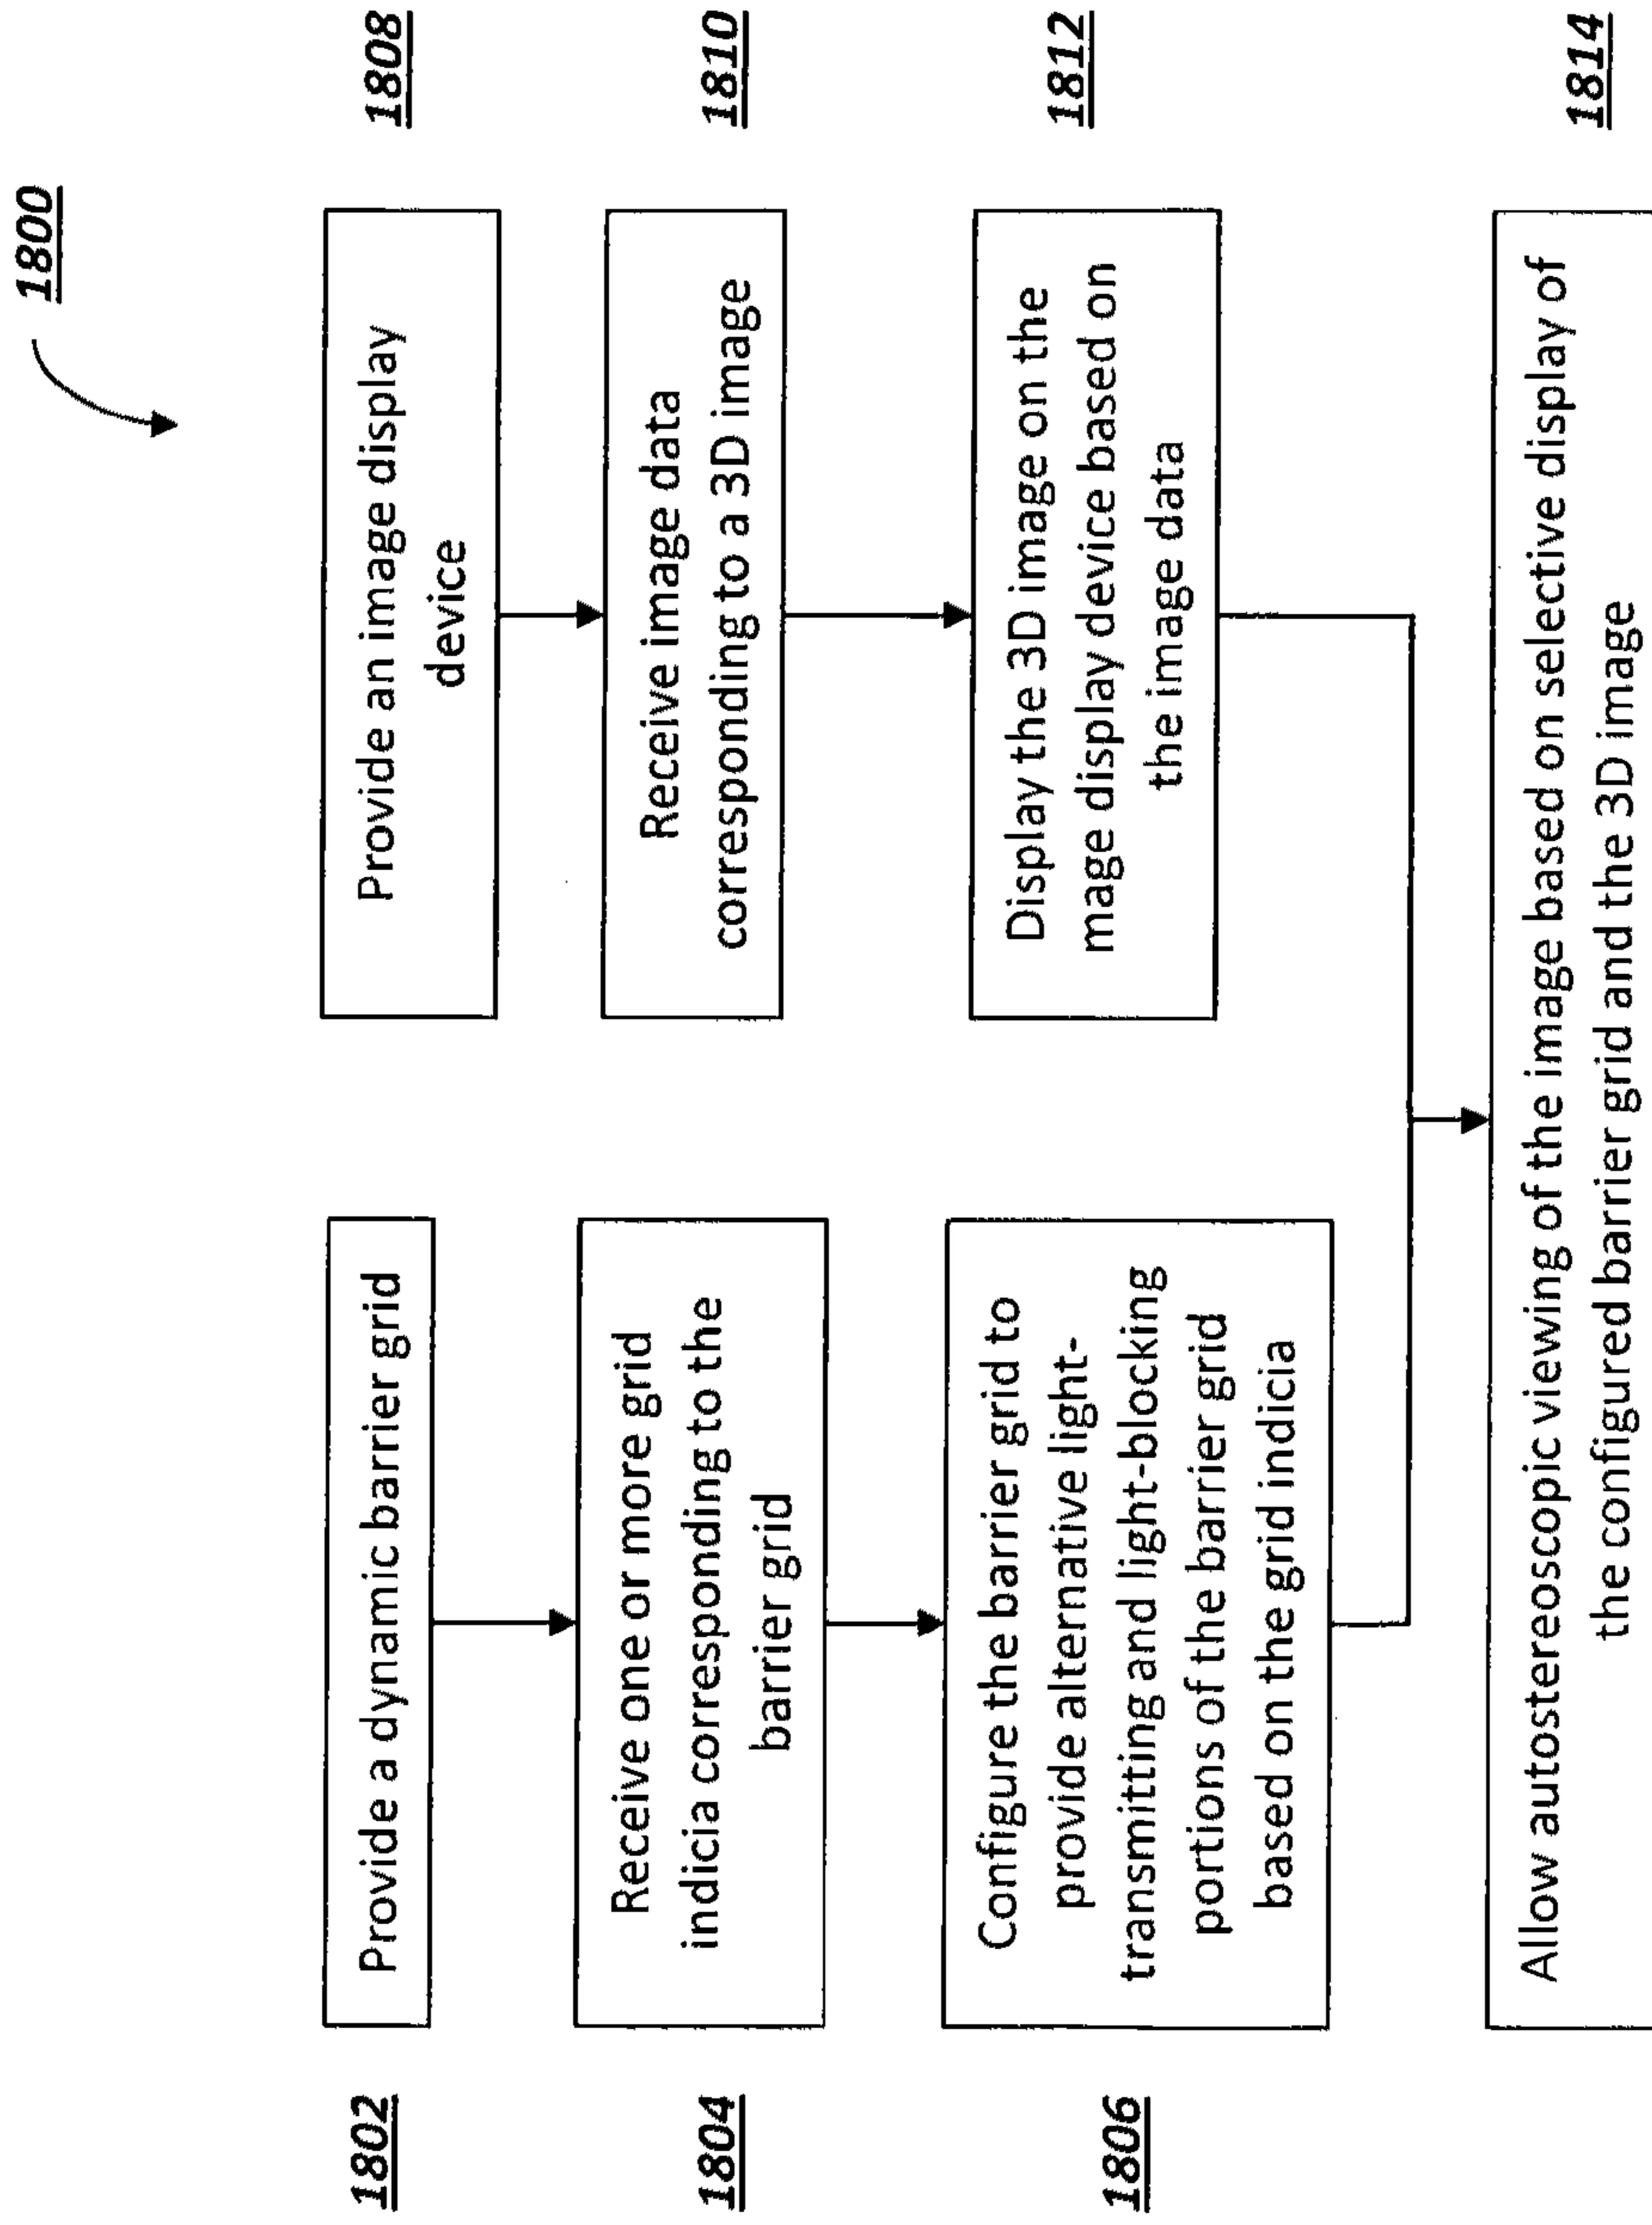 1800
1802
Provide a dynamic barrier grid
1804
Receive one or more grid
indicia corresponding to the
barrier grid
1806
Configure the barrier grid to
provide alternative light-
transmitting and light-blocking
portions of the barrier grid
based on the grid indicia
Provide an image display
device
1808
Receive image data
corresponding to a 3D image
1810
Display the 3D image on the
mage display device based on
the image data
1812
Allow autostereoscopic viewing of the image based on selective display of
the configured barrier grid and the 3D image
1814